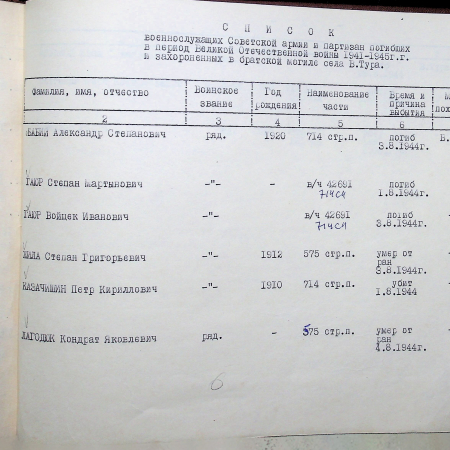 С П И С О К
военнослужащих Советской армии и партизан погибших
в период Великой Отечественной войны 1941-1945г.г.
и захороненных в братской могиле села Б.Тура.
фамилия, имя, отчество Воинское звание Год рождения Наименование части Время и причина выбытия
2 3 4 5 6
Александр Степанович ряд. 1920 714 стр.п. погиб 3.8.1944г. Б.
ГАЮР Степан Мартынович -"- - в/ч 42691 погиб 1.8.1944г.
714 СП
ГАЮР Войцек Иванович -"- в/ч 42691 погиб 3.8.1944г.
714 СП
Степан Григорьевич -"- 1912 575 стр.п. умер от ран 3.8.1944г.
КАЗАЧИШИН Петр Кириллович -"- 1910 714 стр.п. убит 1.8.1944
Кондрат Яковлевич ряд. - 575 стр.п. умер от ран 4.8.1944г.
6